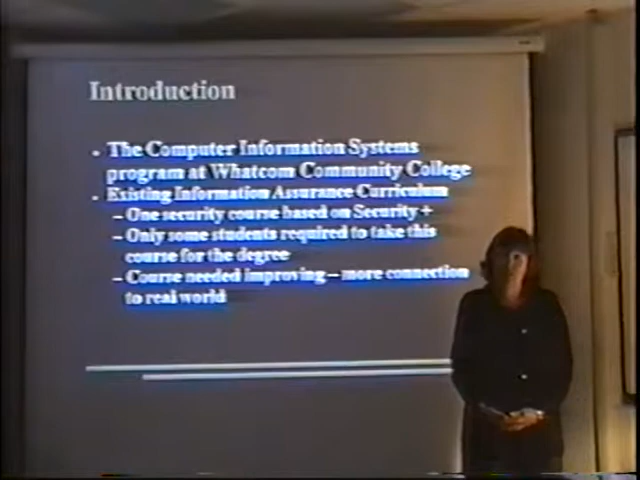 Introduction
• The Computer Information Systems
program at Whatcom Community College
• Existing Information Assurance Curriculum
– One security course based on Security +
– Only some students required to take this
course for the degree
– Course needed improving – more connection
to real world